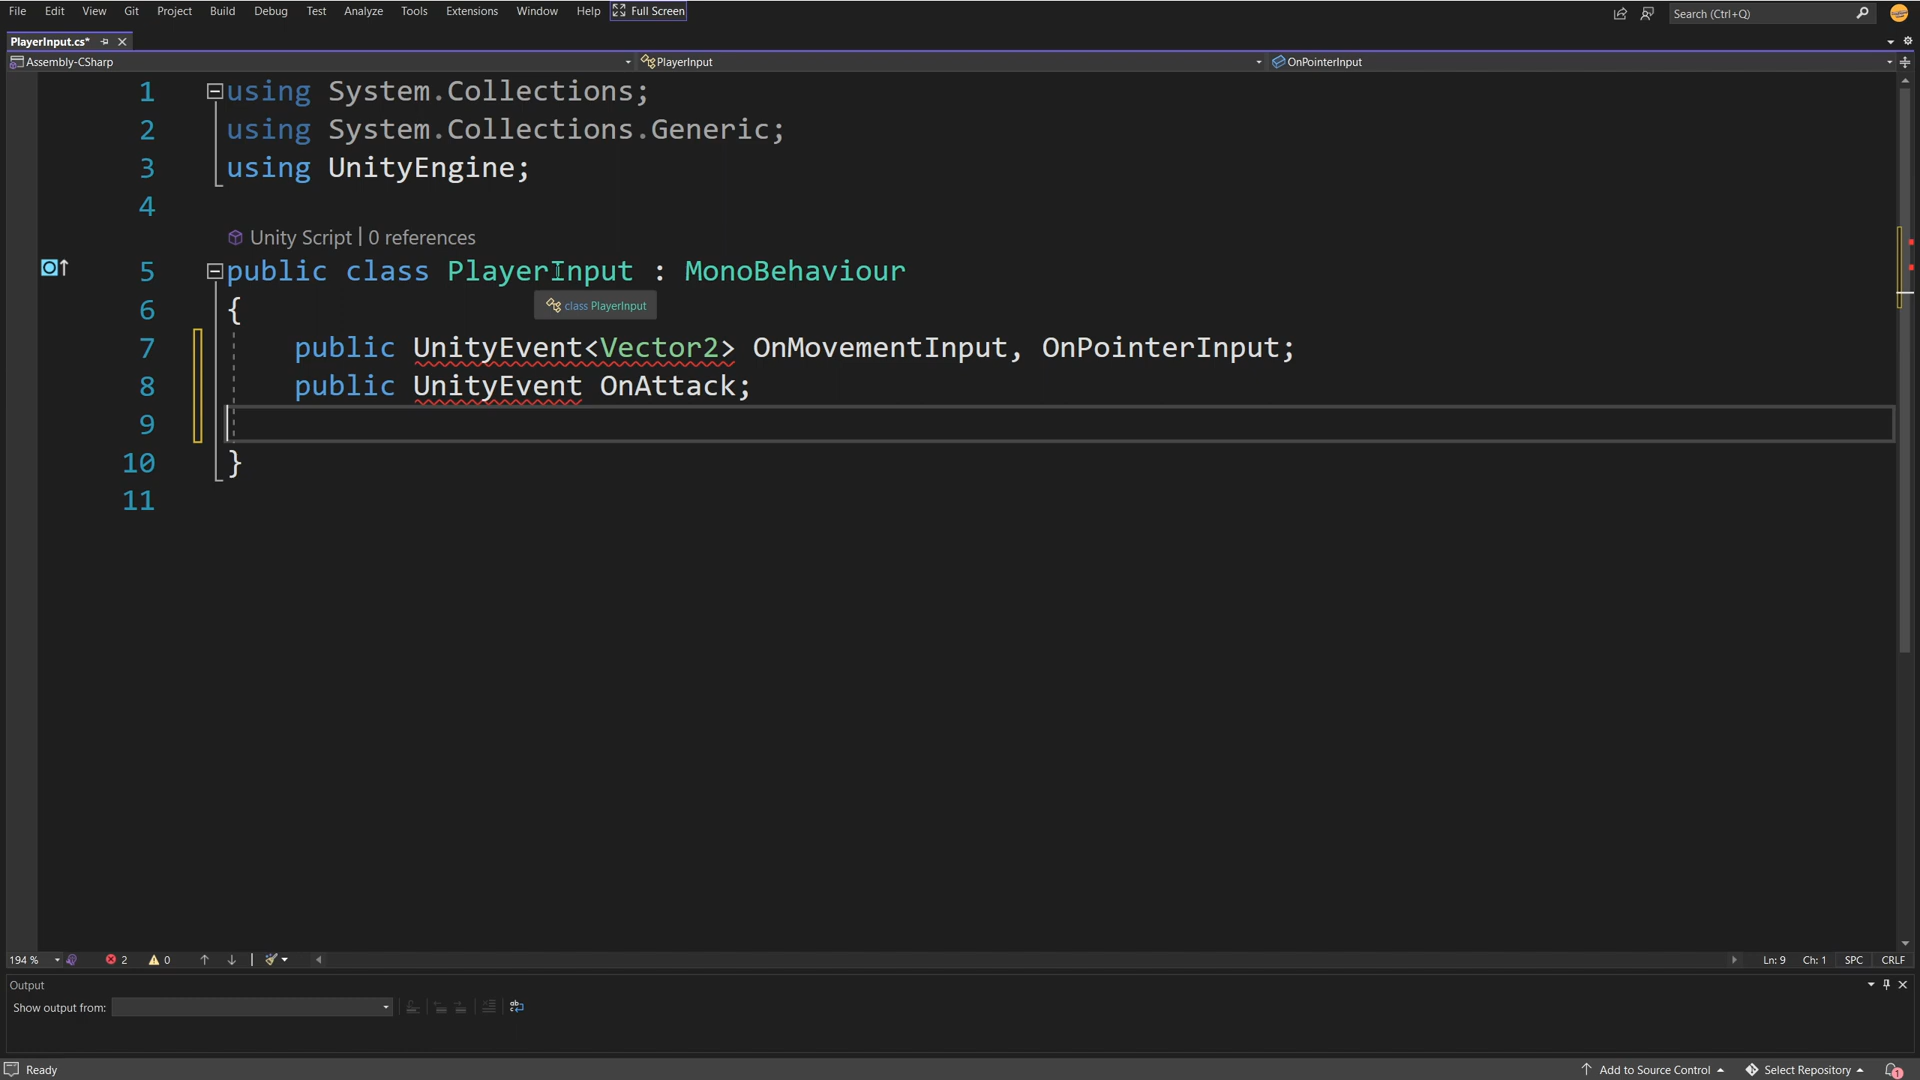 File Edit View Git Project Build Debug Test Analyze Tools Extensions Window Help Full Screen Search (Ctrl+Q)
PlayerInput.cs*
Assembly-CSharp PlayerInput OnPointerInput
1 using System.Collections;
2 using System.Collections.Generic;
3 using UnityEngine;
4
Unity Script | 0 references
5 public class PlayerInput : MonoBehaviour
6 {
class PlayerInput
7 public UnityEvent<Vector2> OnMovementInput, OnPointerInput;
8 public UnityEvent OnAttack;
9
10 }
11
194 % 2 0 Ln: 9 Ch: 1 SPC CRLF
Output
Show output from:
Ready Add to Source Control Select Repository 1